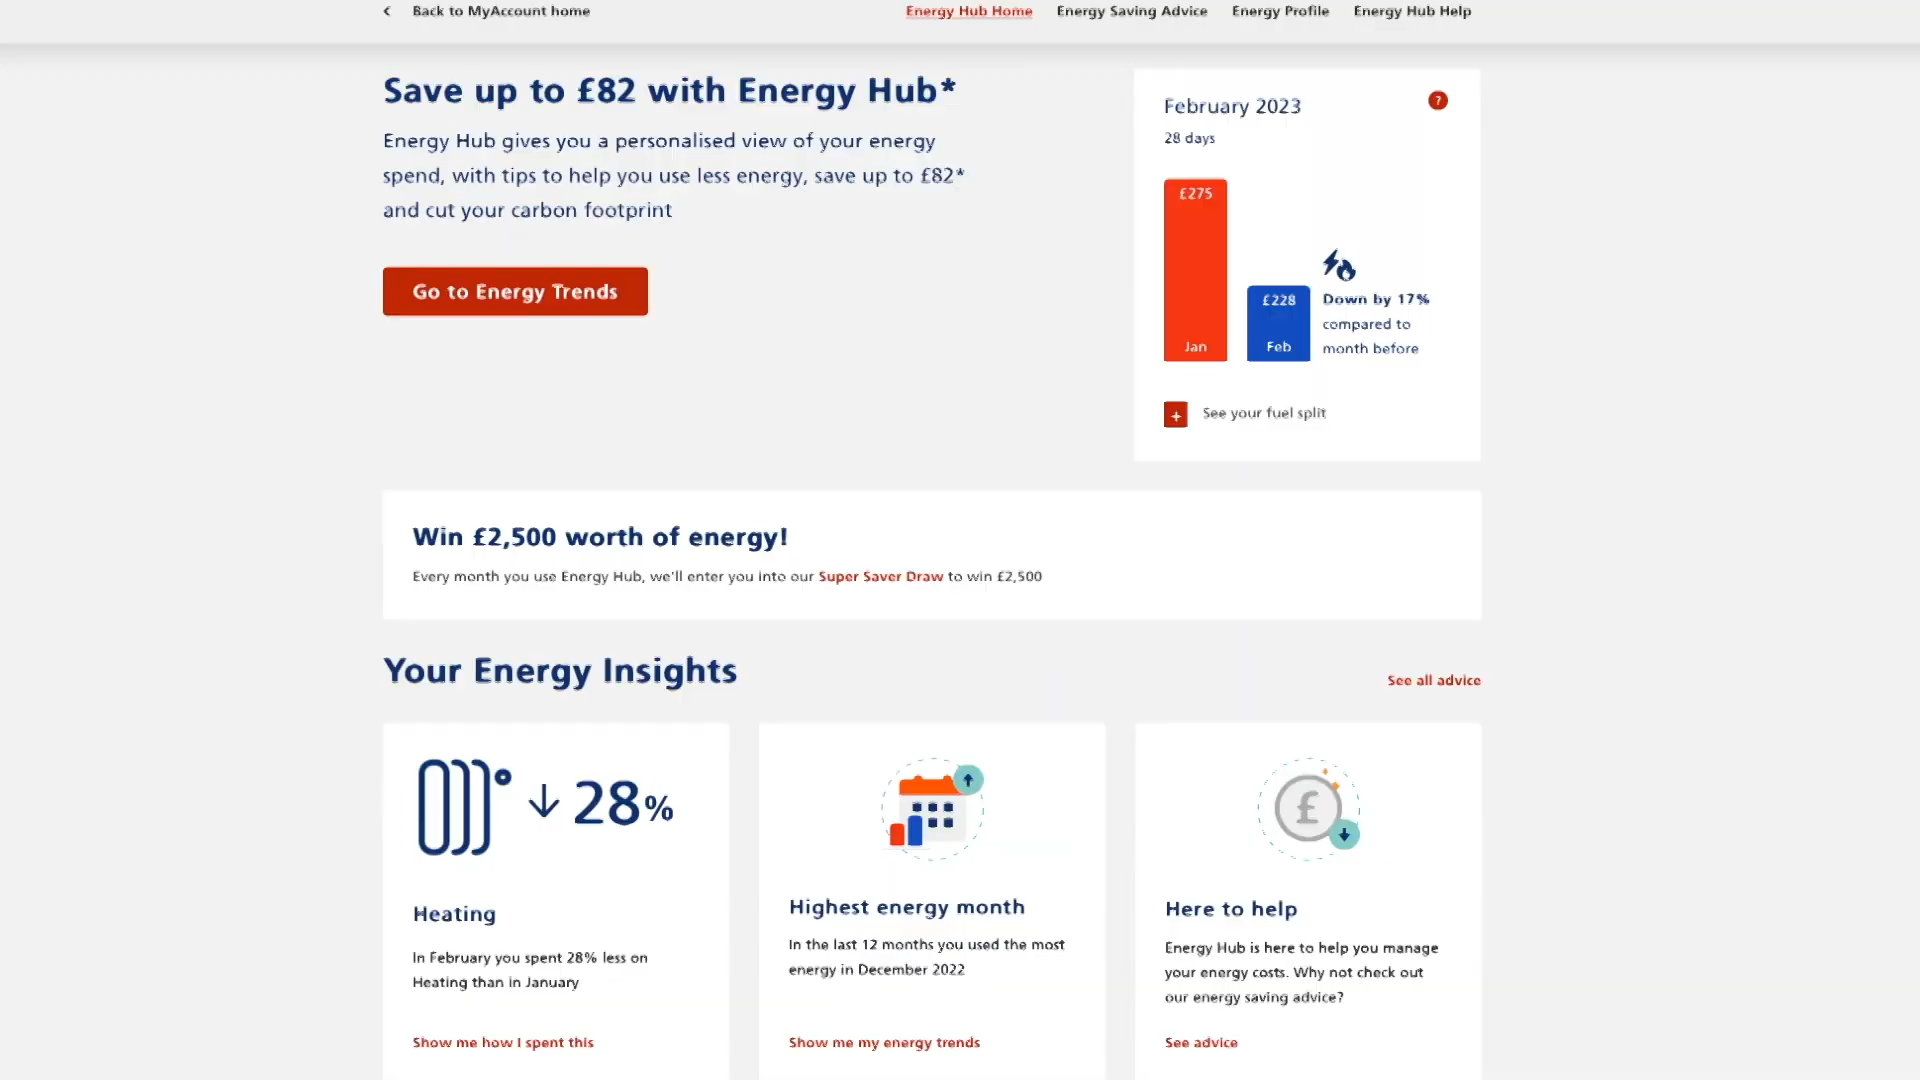 Back to MyAccount home
Energy Hub Home
Energy Saving Advice
Energy Profile
Energy Hub Help
Save up to £82 with Energy Hub*
Energy Hub gives you a personalised view of your energy
spend, with tips to help you use less energy, save up to £82*
and cut your carbon footprint
Go to Energy Trends
February 2023
?
28 days
£275
Jan
£228
Feb
Down by 17%
compared to
month before
+ See your fuel split
Win £2,500 worth of energy!
Every month you use Energy Hub, we'll enter you into our Super Saver Draw to win £2,500
Your Energy Insights
See all advice
28%
Heating
In February you spent 28% less on
Heating than in January
Show me how I spent this
Highest energy month
In the last 12 months you used the most
energy in December 2022
Show me my energy trends
£
Here to help
Energy Hub is here to help you manage
your energy costs. Why not check out
our energy saving advice?
See advice